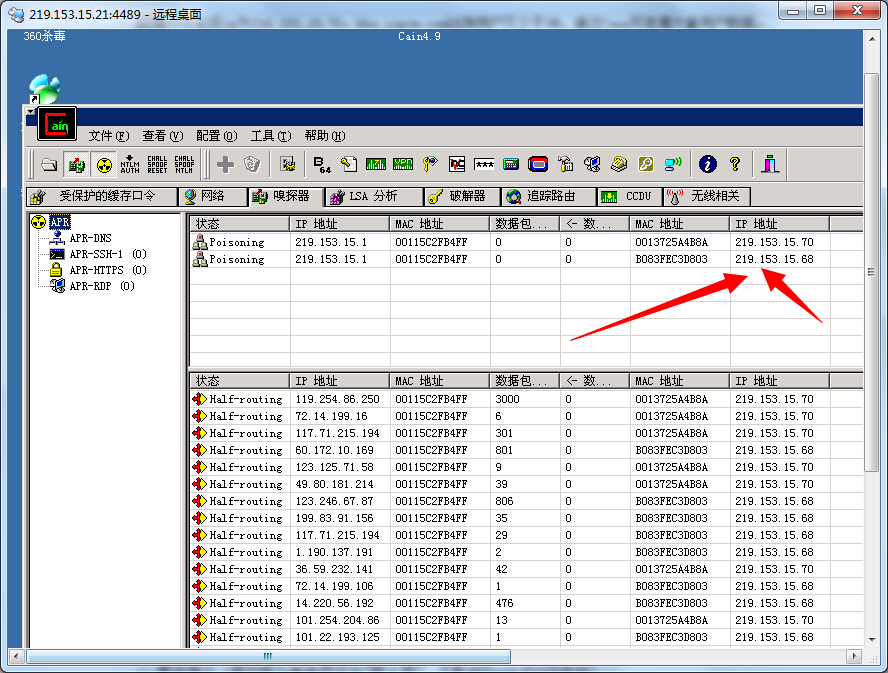 219.153.15.21:4489 - 远程桌面
360杀毒
Cain4.9
Cain
文件(F) 查看(V) 配置(O) 工具(T) 帮助(H)
NTLM AUTH CHALL SPOOF RESET CHALL SPOOF NTLM B64 VPN
受保护的缓存口令 网络 嗅探器 LSA 分析 破解器 追踪路由 CCDU 无线相关
APR
APR-DNS
APR-SSH-1 (0)
APR-HTTPS (0)
APR-RDP (0)
状态 IP 地址 MAC 地址 数据包... <- 数... MAC 地址 IP 地址
Poisoning 219.153.15.1 00115C2FB4FF 0 0 0013725A4B8A 219.153.15.70
Poisoning 219.153.15.1 00115C2FB4FF 0 0 B083FEC3D803 219.153.15.68
状态 IP 地址 MAC 地址 数据包... <- 数... MAC 地址 IP 地址
Half-routing 119.254.86.250 00115C2FB4FF 3000 0 0013725A4B8A 219.153.15.70
Half-routing 72.14.199.16 00115C2FB4FF 6 0 0013725A4B8A 219.153.15.70
Half-routing 117.71.215.194 00115C2FB4FF 301 0 0013725A4B8A 219.153.15.70
Half-routing 60.172.10.169 00115C2FB4FF 801 0 B083FEC3D803 219.153.15.68
Half-routing 123.125.71.58 00115C2FB4FF 9 0 0013725A4B8A 219.153.15.70
Half-routing 49.80.181.214 00115C2FB4FF 39 0 0013725A4B8A 219.153.15.70
Half-routing 123.246.67.87 00115C2FB4FF 806 0 B083FEC3D803 219.153.15.68
Half-routing 199.83.91.156 00115C2FB4FF 35 0 B083FEC3D803 219.153.15.68
Half-routing 117.71.215.194 00115C2FB4FF 29 0 B083FEC3D803 219.153.15.68
Half-routing 1.190.137.191 00115C2FB4FF 2 0 B083FEC3D803 219.153.15.68
Half-routing 36.59.232.141 00115C2FB4FF 42 0 0013725A4B8A 219.153.15.70
Half-routing 72.14.199.106 00115C2FB4FF 1 0 B083FEC3D803 219.153.15.68
Half-routing 14.220.56.192 00115C2FB4FF 476 0 B083FEC3D803 219.153.15.68
Half-routing 101.254.204.86 00115C2FB4FF 13 0 0013725A4B8A 219.153.15.70
Half-routing 101.22.193.125 00115C2FB4FF 1 0 B083FEC3D803 219.153.15.68